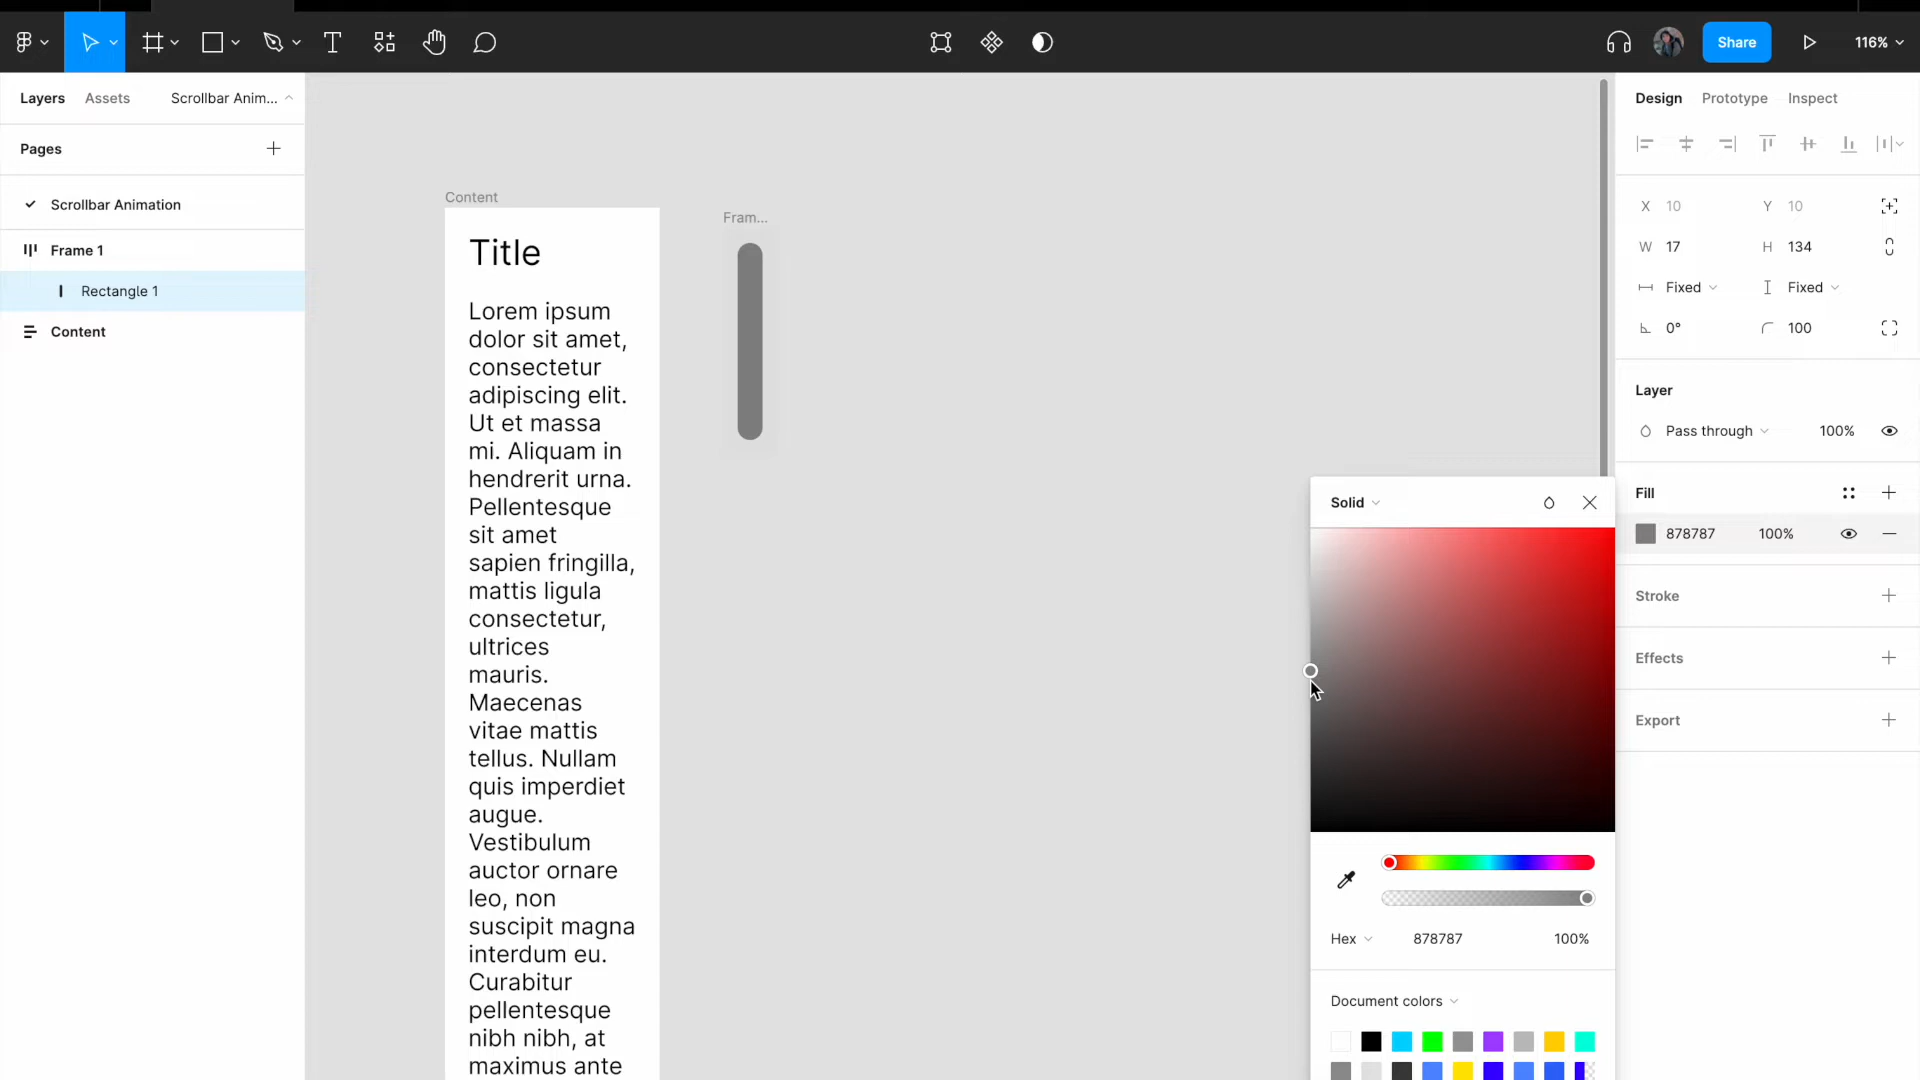 Share
116%
Layers
Assets
Scrollbar Anim...
Pages
Scrollbar Animation
Frame 1
Rectangle 1
Content
Content
Title
Lorem ipsum
dolor sit amet,
consectetur
adipiscing elit.
Ut et massa
mi. Aliquam in
hendrerit urna.
Pellentesque
sit amet
sapien fringilla,
mattis ligula
consectetur,
ultrices
mauris.
Maecenas
vitae mattis
tellus. Nullam
quis imperdiet
augue.
Vestibulum
auctor ornare
leo, non
suscipit magna
interdum eu.
Curabitur
pellentesque
nibh nibh, at
maximus ante
Fram...
Solid
Hex 878787 100%
Document colors
Design
Prototype
Inspect
X 10 Y 10
W 17 H 134
Fixed Fixed
0° 100
Layer
Pass through 100%
Fill
878787 100%
Stroke
Effects
Export